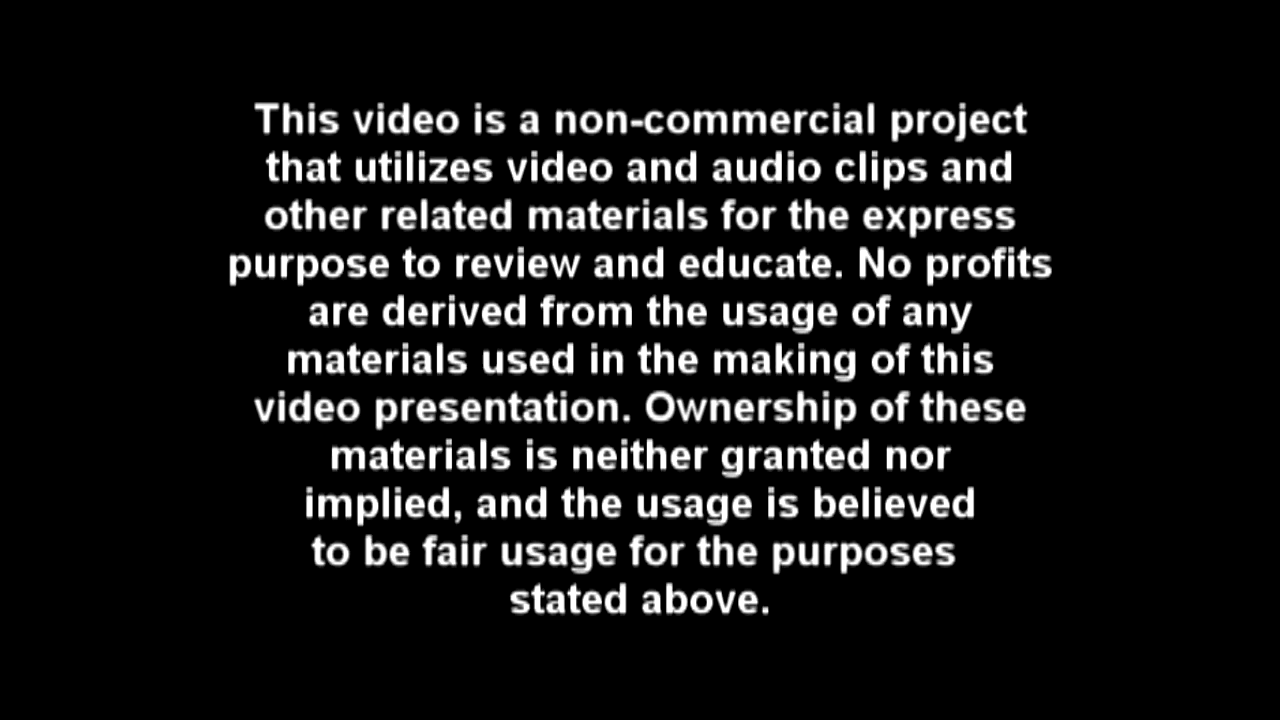 This video is a non-commercial project
that utilizes video and audio clips and
other related materials for the express
purpose to review and educate. No profits
are derived from the usage of any
materials used in the making of this
video presentation. Ownership of these
materials is neither granted nor
implied, and the usage is believed
to be fair usage for the purposes
stated above.